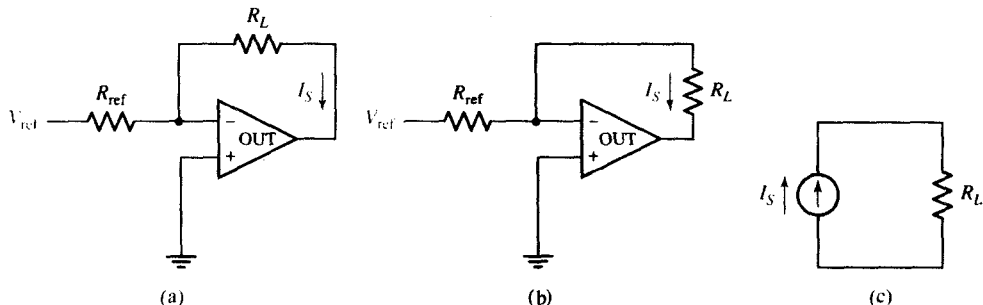 R_L
I_S
R_ref
V_ref
−
OUT
+
(a)
I_S
R_L
R_ref
V_ref
−
OUT
+
(b)
I_S
R_L
(c)